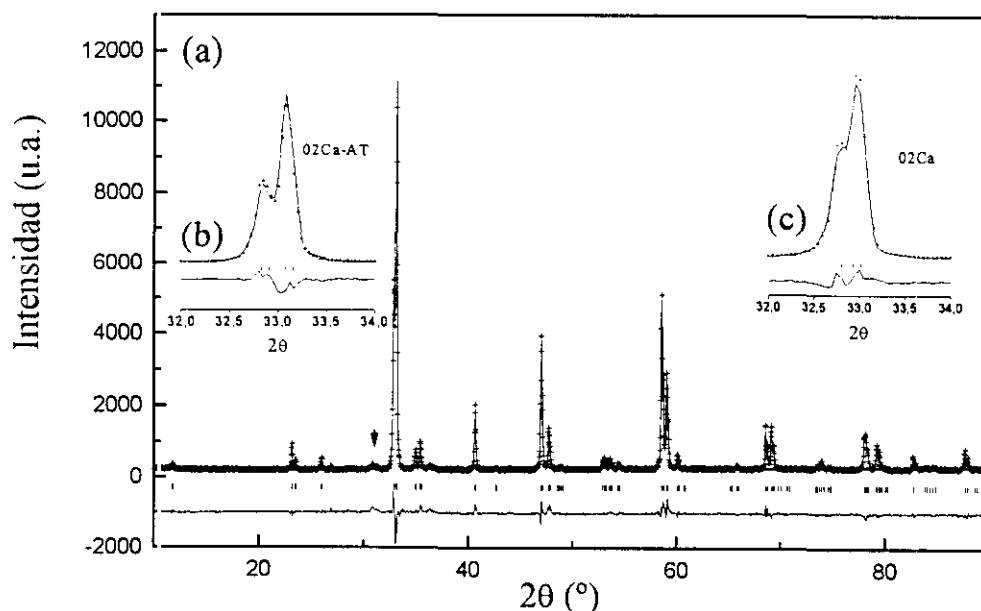 (a)
12000
10000
8000
6000
4000
2000
0
-2000
Intensidad (u.a.)
02Ca-AT
(b)
32,0 32,5 33,0 33,5 34,0
2θ
02Ca
(c)
32,0 32,5 33,0 33,5 34,0
2θ
20 40 60 80
2θ (º)